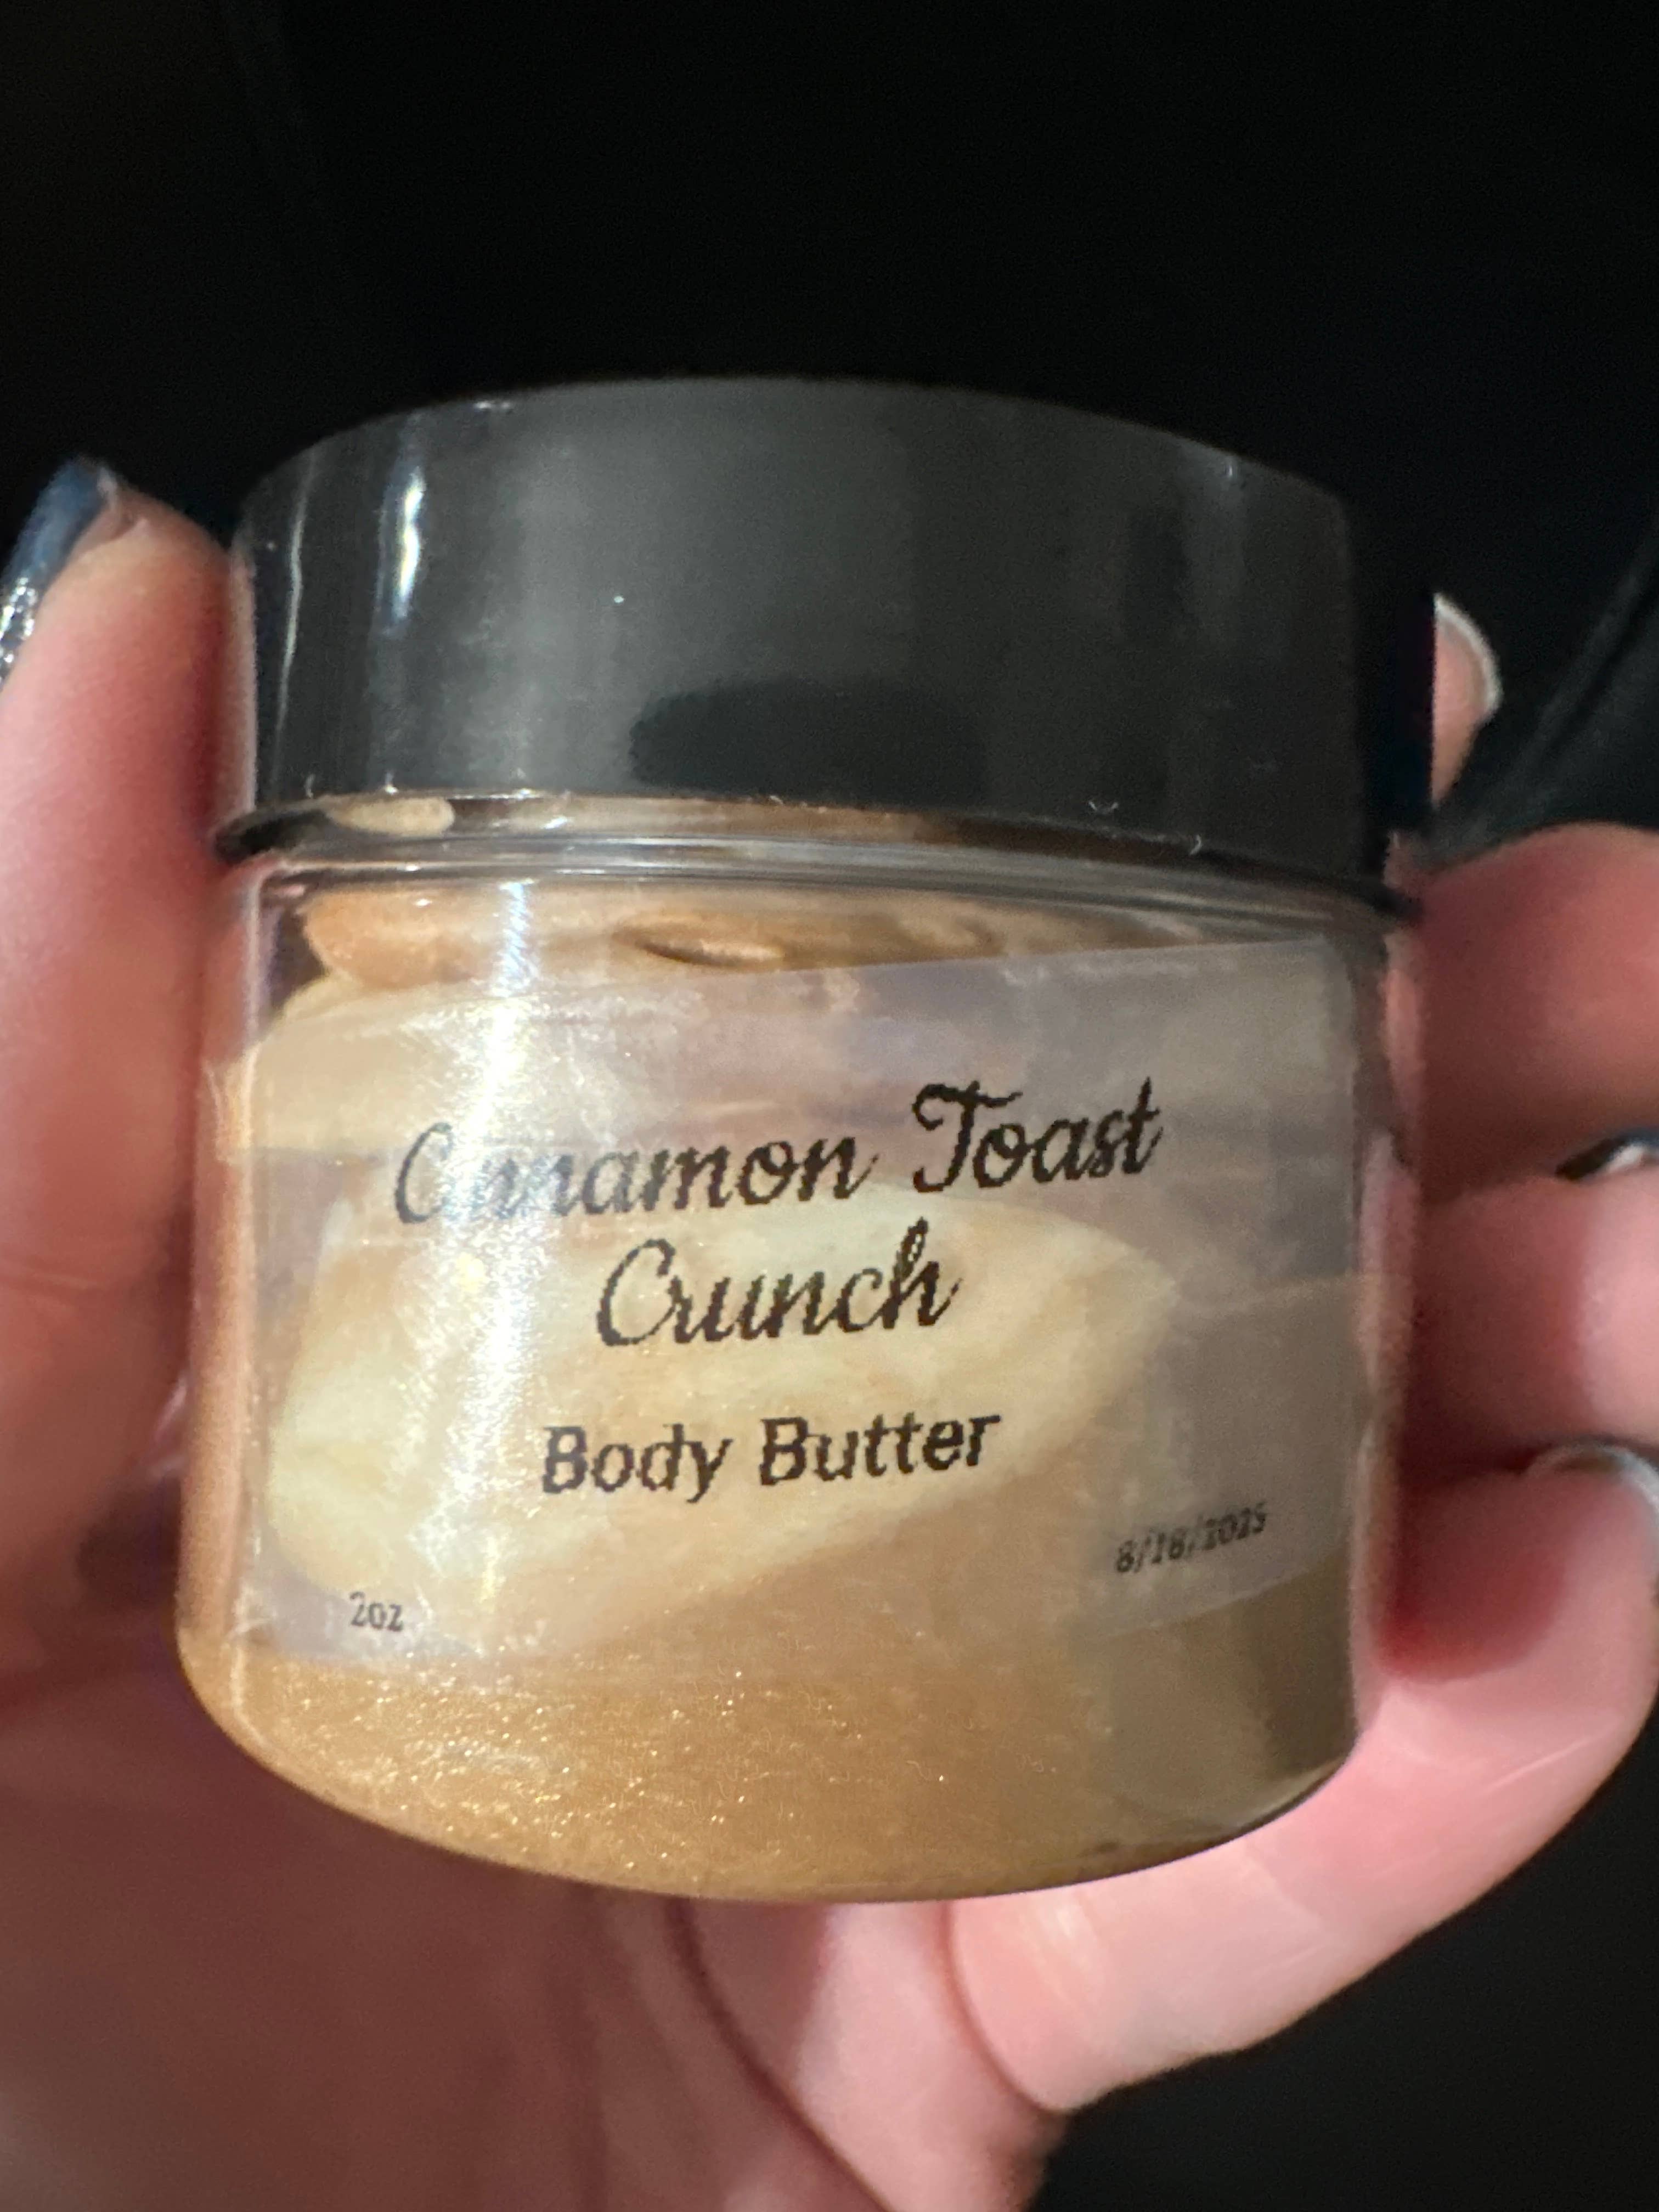 Cinnamon Toast
Crunch
Body Butter
8/18/2025
2oz